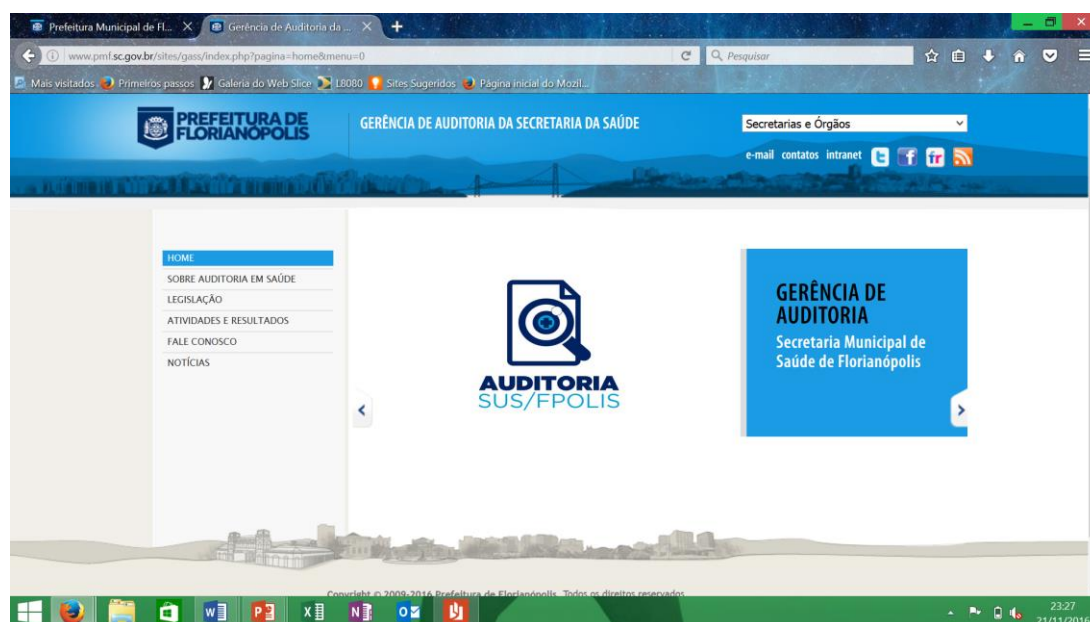 Prefeitura Municipal de Fl...
Gerência de Auditoria da ...
www.pmf.sc.gov.br/sites/gass/index.php?pagina=home&menu=0
Pesquisar
Mais visitados
Primeiros passos
Galeria do Web Slice
L8080
Sites Sugeridos
Página inicial do Mozil...
PREFEITURA DE
FLORIANÓPOLIS
GERÊNCIA DE AUDITORIA DA SECRETARIA DA SAÚDE
Secretarias e Órgãos
e-mail contatos intranet
HOME
SOBRE AUDITORIA EM SAÚDE
LEGISLAÇÃO
ATIVIDADES E RESULTADOS
FALE CONOSCO
NOTÍCIAS
AUDITORIA
SUS/FPOLIS
GERÊNCIA DE
AUDITORIA
Secretaria Municipal de
Saúde de Florianópolis
Copyright © 2009-2016 Prefeitura de Florianópolis. Todos os direitos reservados
23:27
21/11/2016